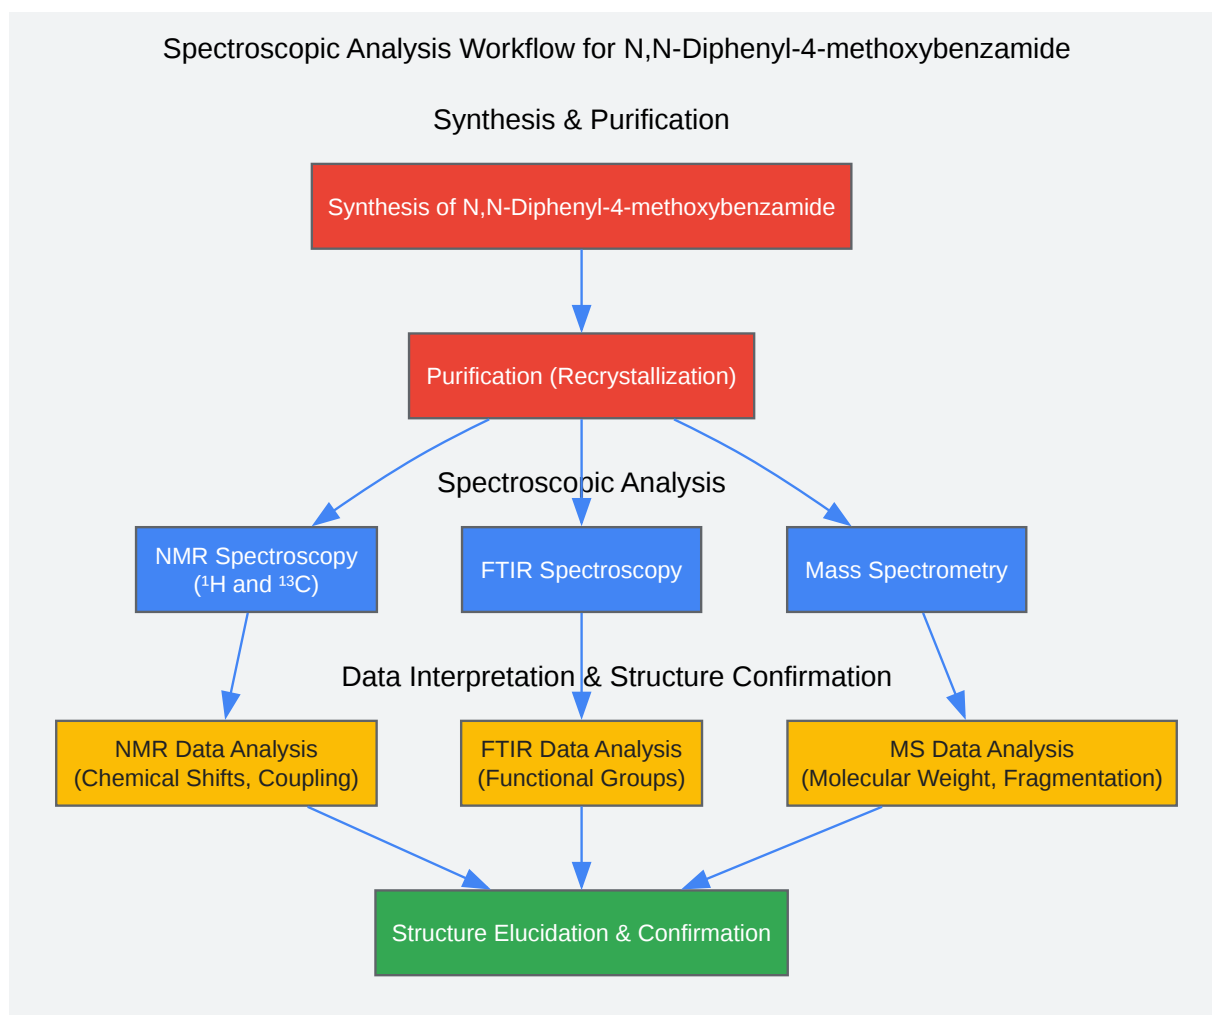 Spectroscopic Analysis Workflow for N,N-Diphenyl-4-methoxybenzamide
Synthesis & Purification
Synthesis of N,N-Diphenyl-4-methoxybenzamide
Purification (Recrystallization)
Spectroscopic Analysis
NMR Spectroscopy
(¹H and ¹³C)
FTIR Spectroscopy
Mass Spectrometry
Data Interpretation & Structure Confirmation
NMR Data Analysis
(Chemical Shifts, Coupling)
FTIR Data Analysis
(Functional Groups)
MS Data Analysis
(Molecular Weight, Fragmentation)
Structure Elucidation & Confirmation